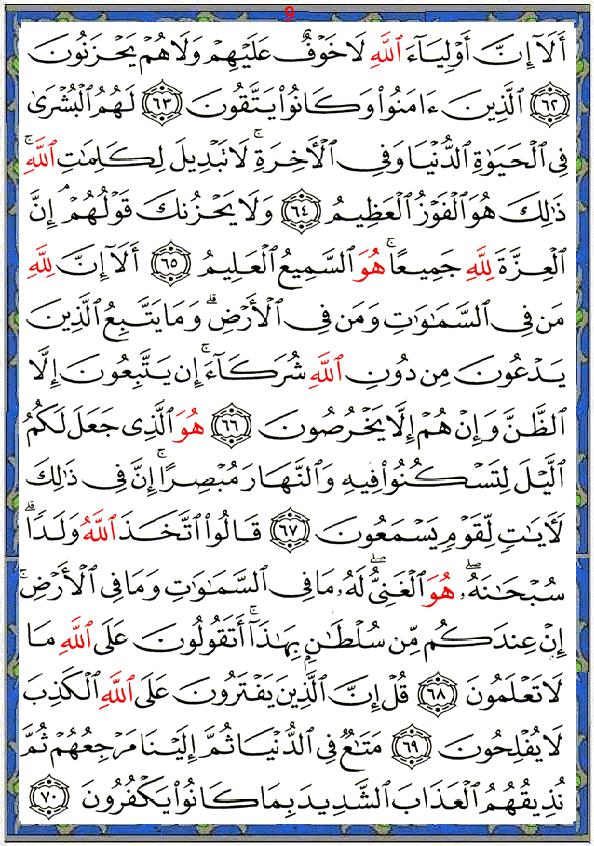 9
أَلَآ إِنَّ أَوْلِيَآءَ ٱللَّهِ لَا خَوْفٌ عَلَيْهِمْ وَلَا هُمْ يَحْزَنُونَ
٦٢ ٱلَّذِينَ ءَامَنُوا۟ وَكَانُوا۟ يَتَّقُونَ ٦٣ لَهُمُ ٱلْبُشْرَىٰ
فِى ٱلْحَيَوٰةِ ٱلدُّنْيَا وَفِى ٱلْـَٔاخِرَةِ ۚ لَا تَبْدِيلَ لِكَلِمَـٰتِ ٱللَّهِ ۚ
ذَٰلِكَ هُوَ ٱلْفَوْزُ ٱلْعَظِيمُ ٦٤ وَلَا يَحْزُنكَ قَوْلُهُمْ ۘ إِنَّ
ٱلْعِزَّةَ لِلَّهِ جَمِيعًا ۚ هُوَ ٱلسَّمِيعُ ٱلْعَلِيمُ ٦٥ أَلَآ إِنَّ لِلَّهِ
مَن فِى ٱلسَّمَـٰوَٰتِ وَمَن فِى ٱلْأَرْضِ ۗ وَمَا يَتَّبِعُ ٱلَّذِينَ
يَدْعُونَ مِن دُونِ ٱللَّهِ شُرَكَآءَ ۚ إِن يَتَّبِعُونَ إِلَّا
ٱلظَّنَّ وَإِنْ هُمْ إِلَّا يَخْرُصُونَ ٦٦ هُوَ ٱلَّذِى جَعَلَ لَكُمُ
ٱلَّيْلَ لِتَسْكُنُوا۟ فِيهِ وَٱلنَّهَارَ مُبْصِرًا ۚ إِنَّ فِى ذَٰلِكَ
لَـَٔايَـٰتٍ لِّقَوْمٍ يَسْمَعُونَ ٦٧ قَالُوا۟ ٱتَّخَذَ ٱللَّهُ وَلَدًا ۗ
سُبْحَـٰنَهُۥ ۖ هُوَ ٱلْغَنِىُّ ۖ لَهُۥ مَا فِى ٱلسَّمَـٰوَٰتِ وَمَا فِى ٱلْأَرْضِ ۚ
إِنْ عِندَكُم مِّن سُلْطَـٰنٍۭ بِهَـٰذَآ ۚ أَتَقُولُونَ عَلَى ٱللَّهِ مَا
لَا تَعْلَمُونَ ٦٨ قُلْ إِنَّ ٱلَّذِينَ يَفْتَرُونَ عَلَى ٱللَّهِ ٱلْكَذِبَ
لَا يُفْلِحُونَ ٦٩ مَتَـٰعٌ فِى ٱلدُّنْيَا ثُمَّ إِلَيْنَا مَرْجِعُهُمْ ثُمَّ
نُذِيقُهُمُ ٱلْعَذَابَ ٱلشَّدِيدَ بِمَا كَانُوا۟ يَكْفُرُونَ ٧٠